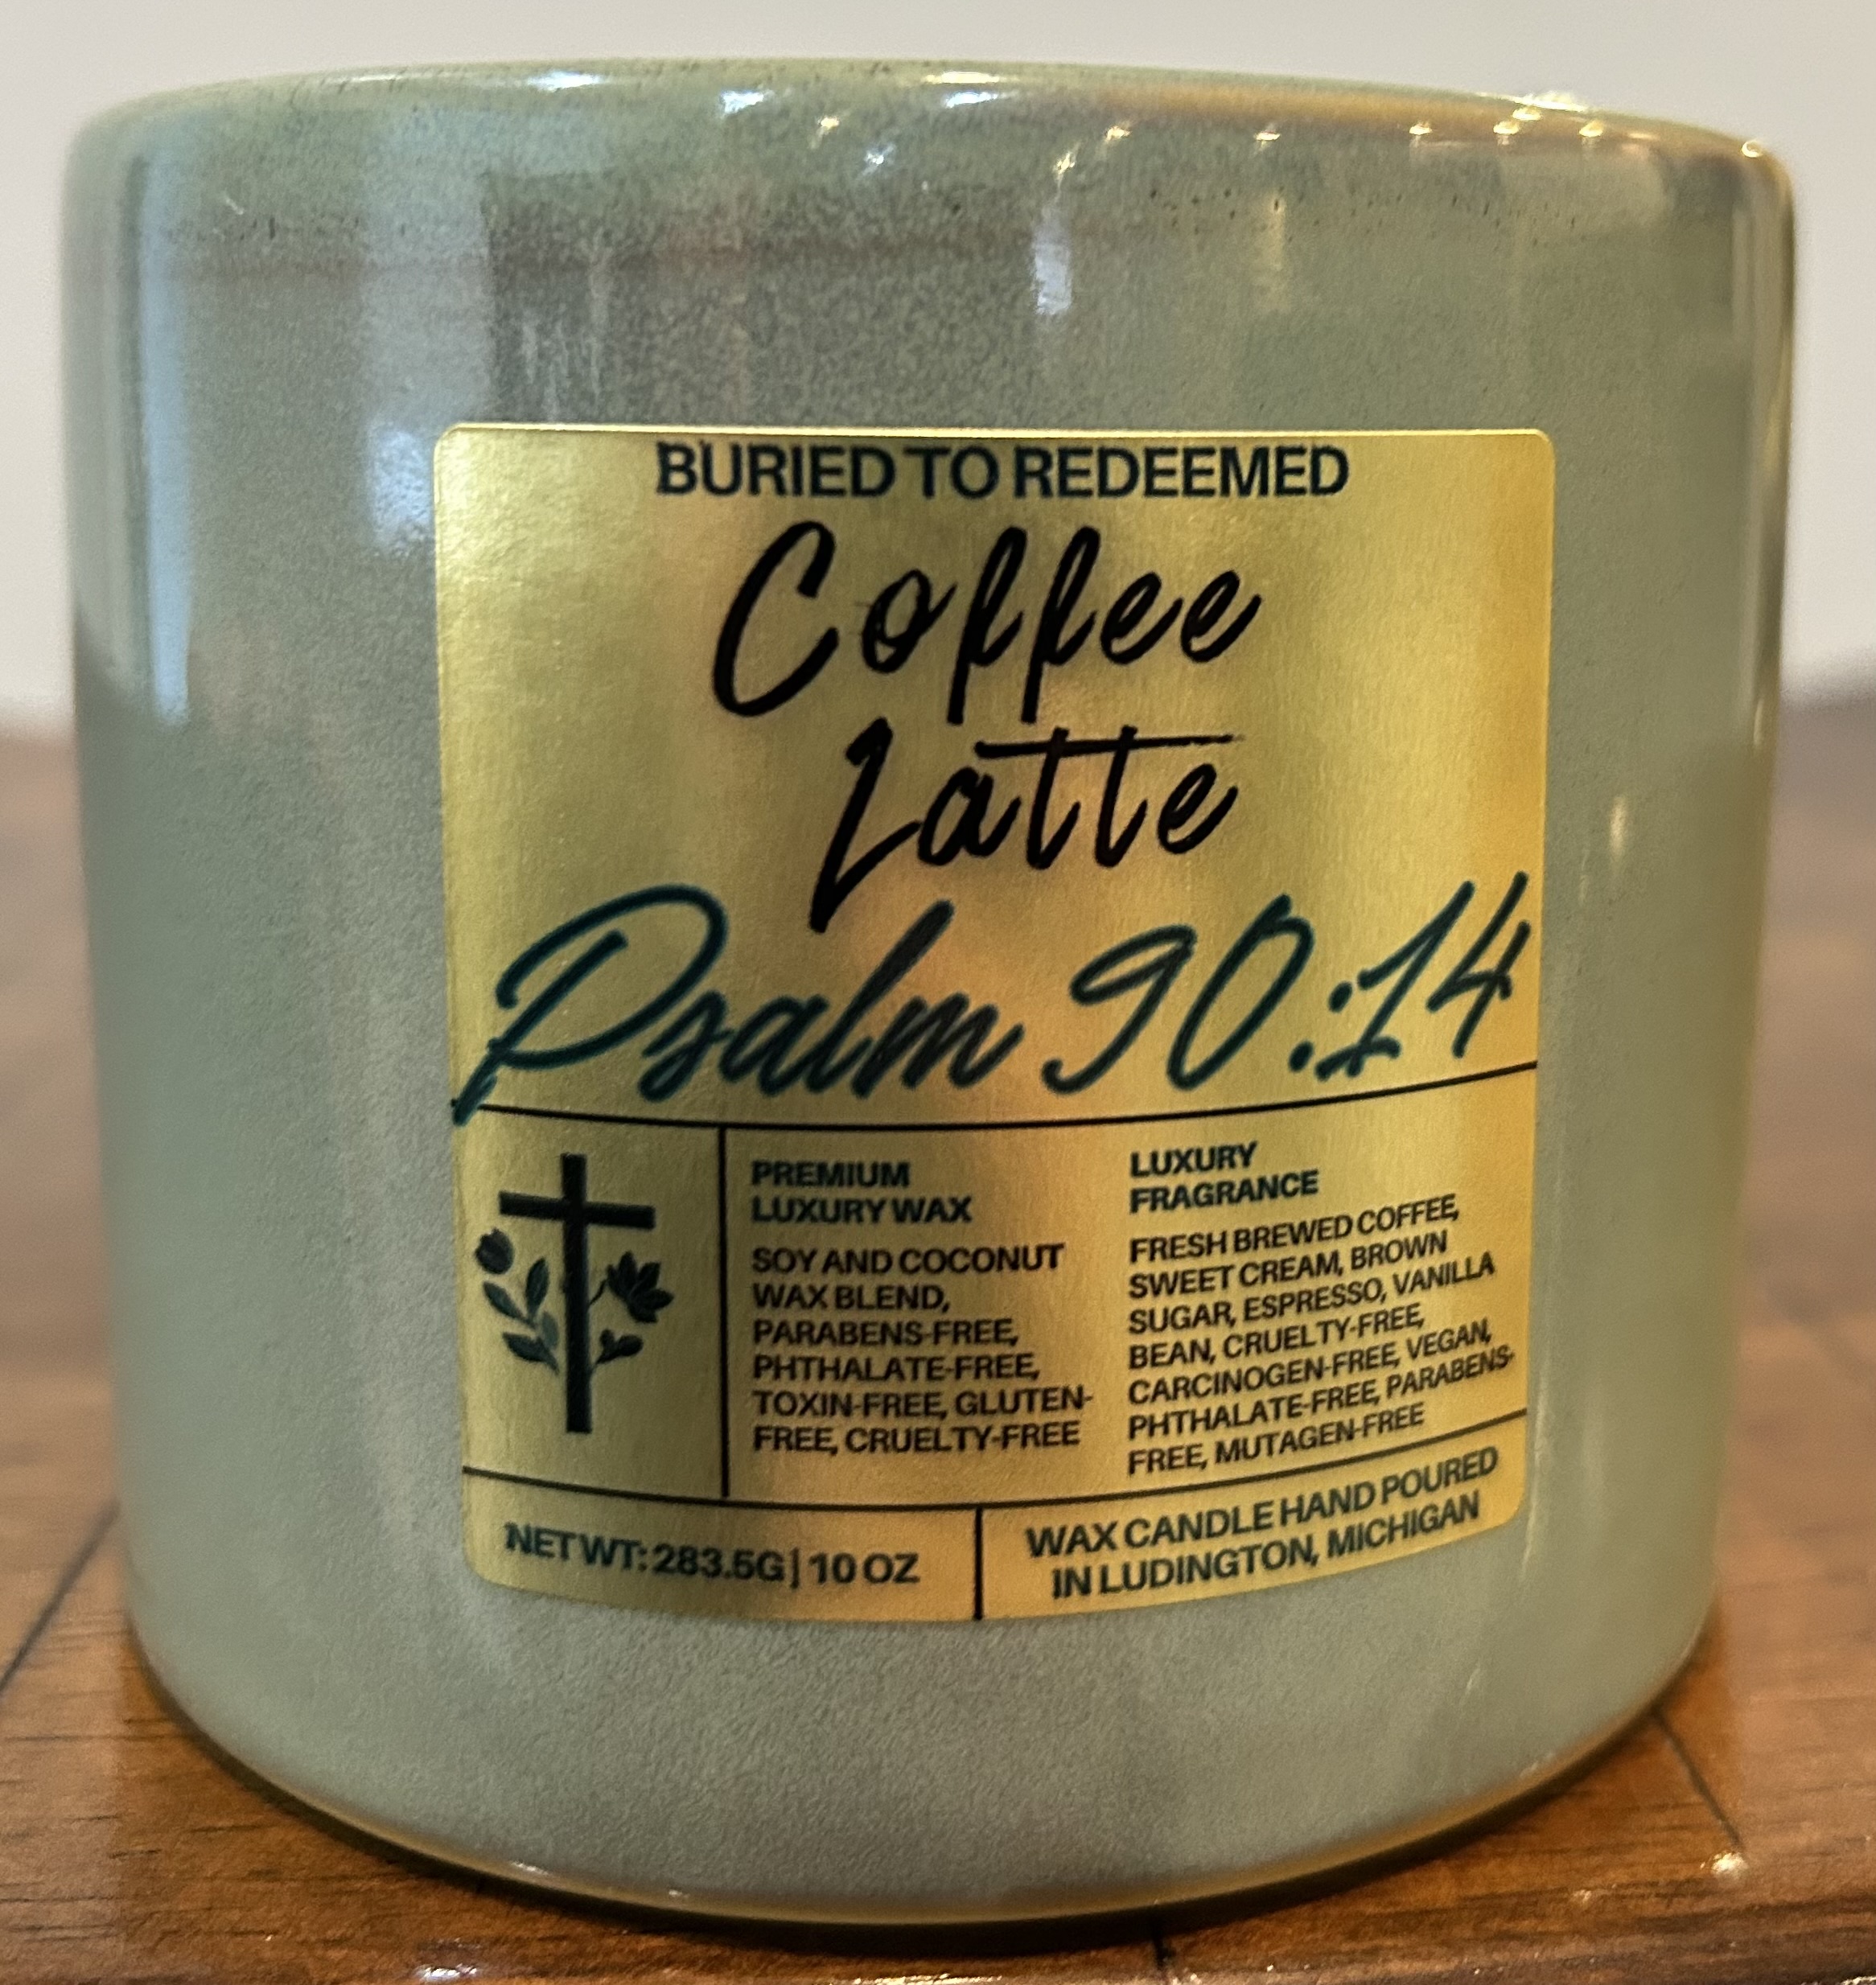 BURIED TO REDEEMED
Coffee
Latte
Psalm 90:14
PREMIUM
LUXURY WAX
SOY AND COCONUT
WAX BLEND,
PARABENS-FREE,
PHTHALATE-FREE,
TOXIN-FREE, GLUTEN-
FREE, CRUELTY-FREE
LUXURY
FRAGRANCE
FRESH BREWED COFFEE,
SWEET CREAM, BROWN
SUGAR, ESPRESSO, VANILLA
BEAN, CRUELTY-FREE,
CARCINOGEN-FREE, VEGAN,
PHTHALATE-FREE, PARABENS-
FREE, MUTAGEN-FREE
NET WT: 283.5G | 10 OZ
WAX CANDLE HAND POURED
IN LUDINGTON, MICHIGAN